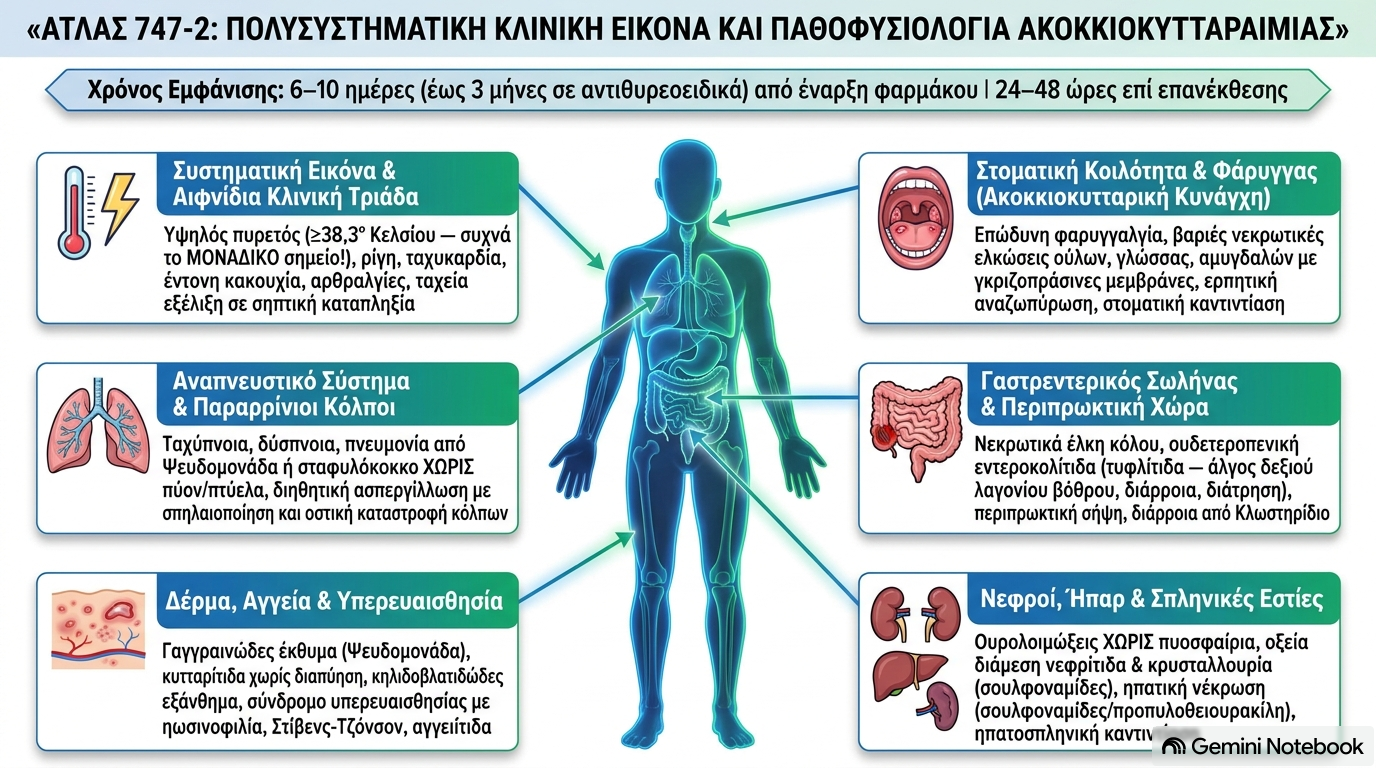 «ΑΤΛΑΣ 747-2: ΠΟΛΥΣΥΣΤΗΜΑΤΙΚΗ ΚΛΙΝΙΚΗ ΕΙΚΟΝΑ ΚΑΙ ΠΑΘΟΦΥΣΙΟΛΟΓΙΑ ΑΚΟΚΚΙΟΚΥΤΤΑΡΑΙΜΙΑΣ»
Χρόνος Εμφάνισης: 6–10 ημέρες (έως 3 μήνες σε αντιθυρεοειδικά) από έναρξη φαρμάκου | 24–48 ώρες επί επανέκθεσης
Συστηματική Εικόνα &
Αιφνίδια Κλινική Τριάδα
Υψηλός πυρετός (≥38,3° Κελσίου — συχνά
το ΜΟΝΑΔΙΚΟ σημείο!), ρίγη, ταχυκαρδία,
έντονη κακουχία, αρθραλγίες, ταχεία
εξέλιξη σε σηπτική καταπληξία
Αναπνευστικό Σύστημα
& Παραρρίνιοι Κόλποι
Ταχύπνοια, δύσπνοια, πνευμονία από
Ψευδομονάδα ή σταφυλόκοκκο ΧΩΡΙΣ
πύον/πτύελα, διηθητική ασπεργίλλωση με
σπηλαιοποίηση και οστική καταστροφή κόλπων
Δέρμα, Αγγεία & Υπερευαισθησία
Γαγγραινώδες έκθυμα (Ψευδομονάδα),
κυτταρίτιδα χωρίς διαπύηση, κηλιδοβλατιδώδες
εξάνθημα, σύνδρομο υπερευαισθησίας με
ηωσινοφιλία, Στίβενς-Τζόνσον, αγγειίτιδα
Στοματική Κοιλότητα & Φάρυγγας
(Ακοκκιοκυτταρική Κυνάγχη)
Επώδυνη φαρυγγαλγία, βαριές νεκρωτικές
ελκώσεις ούλων, γλώσσας, αμυγδαλών με
γκριζοπράσινες μεμβράνες, ερπητική
αναζωπύρωση, στοματική καντιντίαση
Γαστρεντερικός Σωλήνας
& Περιπρωκτική Χώρα
Νεκρωτικά έλκη κόλου, ουδετεροπενική
εντεροκολίτιδα (τυφλίτιδα — άλγος δεξιού
λαγονίου βόθρου, διάρροια, διάτρηση),
περιπρωκτική σήψη, διάρροια από Κλωστηρίδιο
Νεφροί, Ήπαρ & Σπληνικές Εστίες
Ουρολοιμώξεις ΧΩΡΙΣ πυοσφαίρια, οξεία
διάμεση νεφρίτιδα & κρυσταλλουρία
(σουλφοναμίδες), ηπατική νέκρωση
(σουλφοναμίδες/προπυλοθειουρακίλη),
ηπατοσπληνική
Gemini Notebook